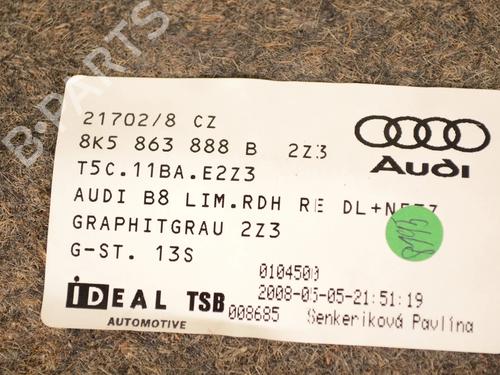 B-PARTS
21702/8 CZ
8K5 863 888 B 2Z3
T5C.11BA.E2Z3
Audi
AUDI B8 LIM.RDH RE DL+
GRAPHITGRAU 2Z3
G-ST. 13S
0104500
iDEAL TSB 2008-05-05-21:51:19
AUTOMOTIVE 008685 Senkeriková Pavlína